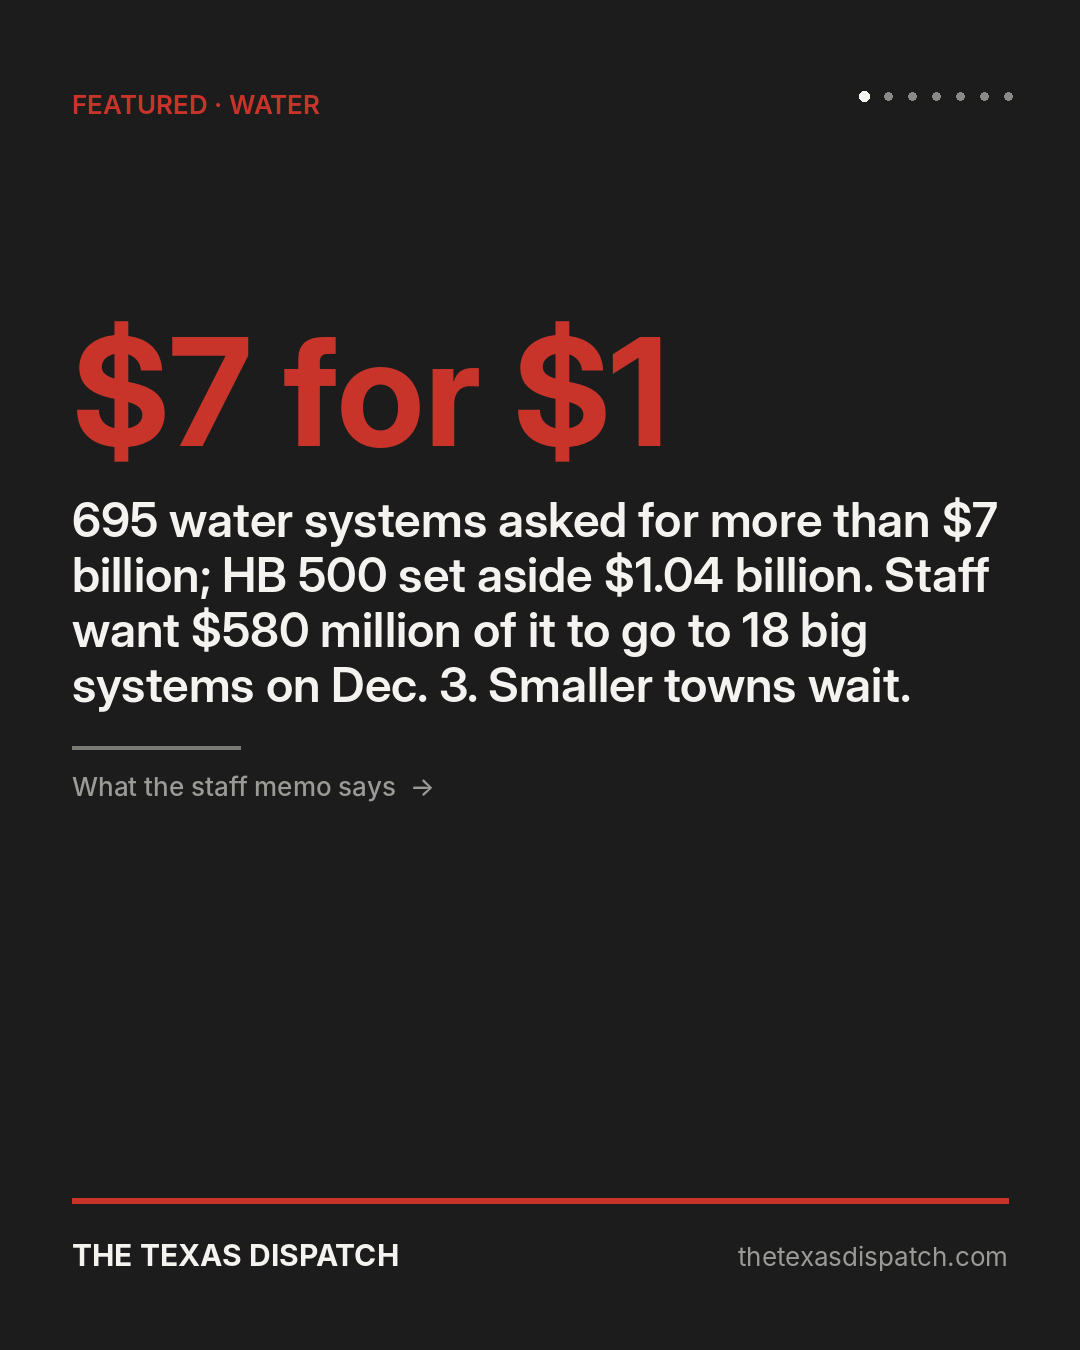 FEATURED · WATER
$7 for $1
695 water systems asked for more than $7
billion; HB 500 set aside $1.04 billion. Staff
want $580 million of it to go to 18 big
systems on Dec. 3. Smaller towns wait.
What the staff memo says →
THE TEXAS DISPATCH
thetexasdispatch.com